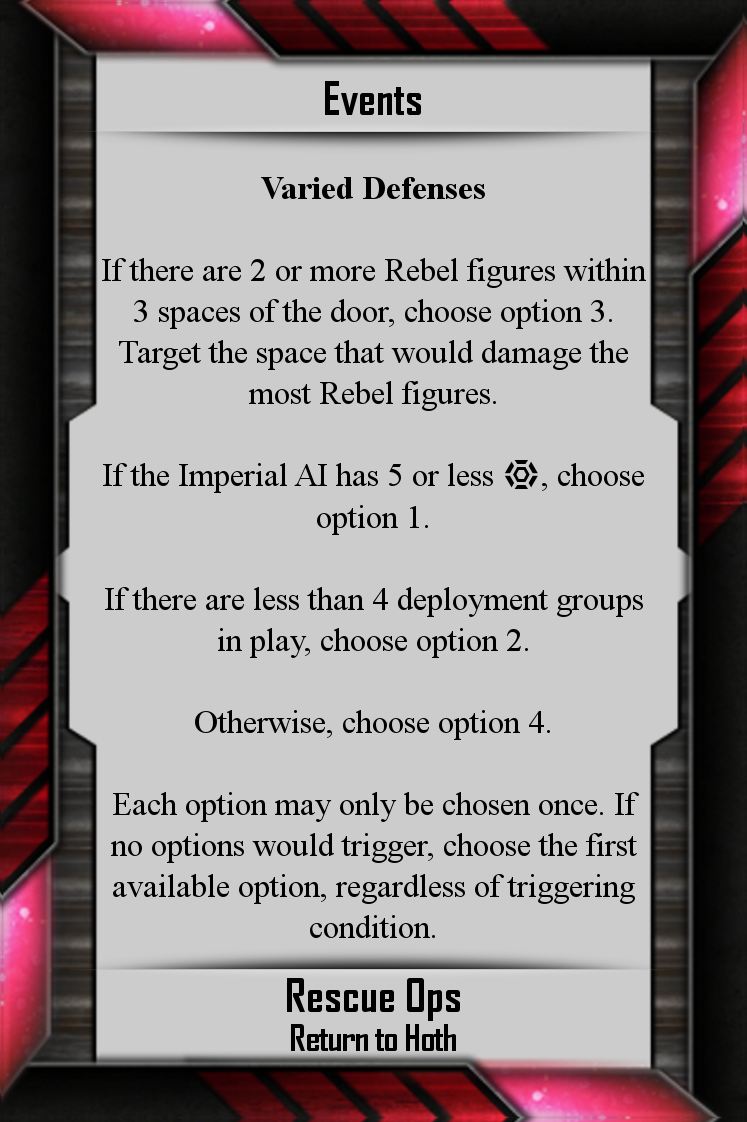 Events
Varied Defenses
If there are 2 or more Rebel figures within
3 spaces of the door, choose option 3.
Target the space that would damage the
most Rebel figures.
If the Imperial AI has 5 or less , choose
option 1.
If there are less than 4 deployment groups
in play, choose option 2.
Otherwise, choose option 4.
Each option may only be chosen once. If
no options would trigger, choose the first
available option, regardless of triggering
condition.
Rescue Ops
Return to Hoth